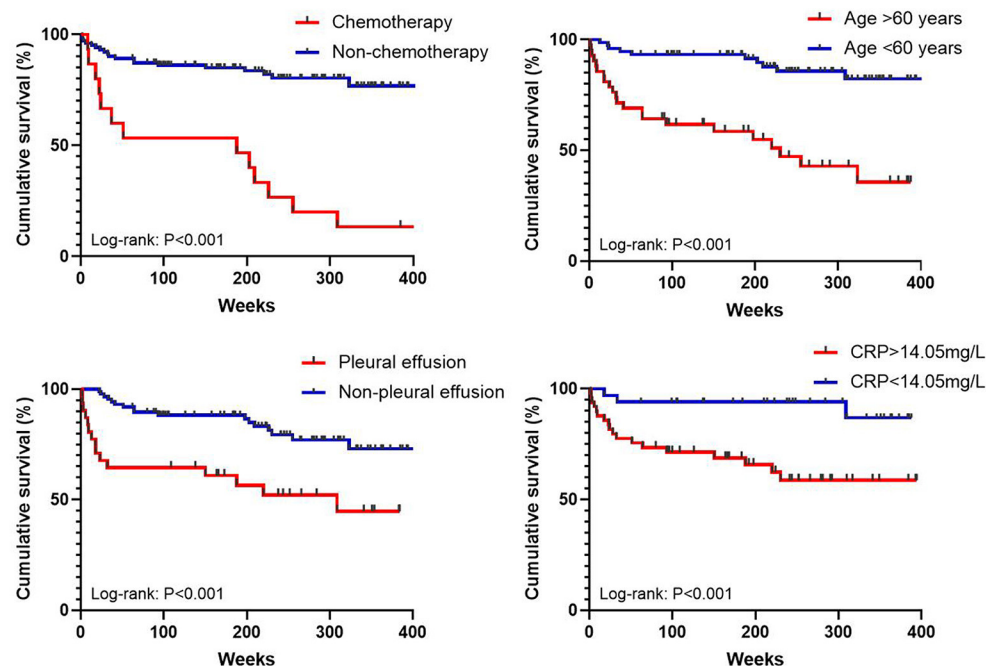 Chemotherapy
Non-chemotherapy
100
50
0
Cumulative survival (%)
Log-rank: P<0.001
0 100 200 300 400
Weeks
Age >60 years
Age <60 years
100
50
0
Cumulative survival (%)
Log-rank: P<0.001
0 100 200 300 400
Weeks
Pleural effusion
Non-pleural effusion
100
50
0
Cumulative survival (%)
Log-rank: P<0.001
0 100 200 300 400
Weeks
CRP>14.05mg/L
CRP<14.05mg/L
100
50
0
Cumulative survival (%)
Log-rank: P<0.001
0 100 200 300 400
Weeks